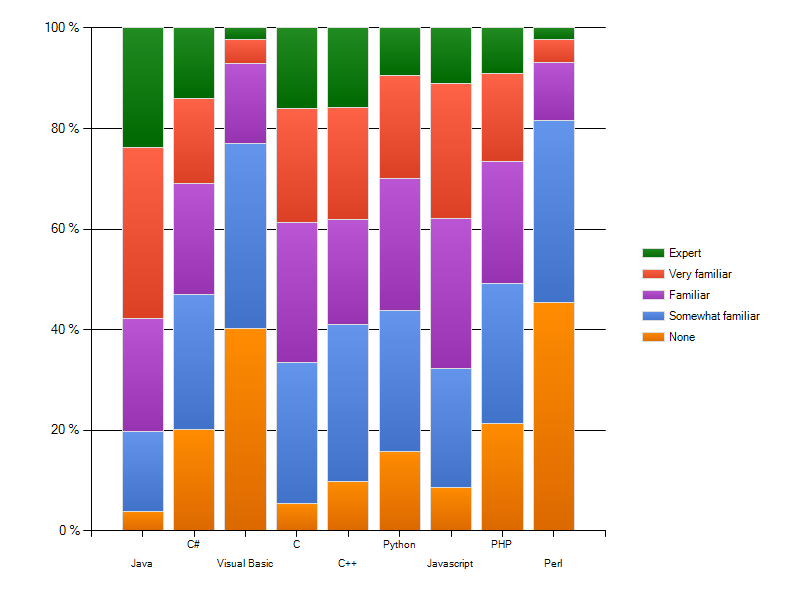 100 %
80 %
60 %
40 %
20 %
0 %
Java
C#
Visual Basic
C
C++
Python
Javascript
PHP
Perl
Expert
Very familiar
Familiar
Somewhat familiar
None